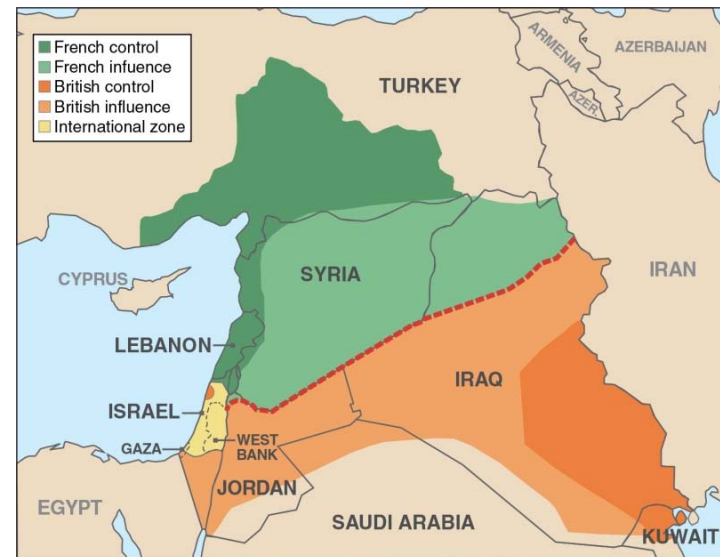 French control
French infuence
British control
British influence
International zone
TURKEY
ARMENIA
AZERBAIJAN
AZER.
CYPRUS
SYRIA
IRAN
LEBANON
IRAQ
ISRAEL
GAZA
WEST
BANK
JORDAN
EGYPT
SAUDI ARABIA
KUWAIT